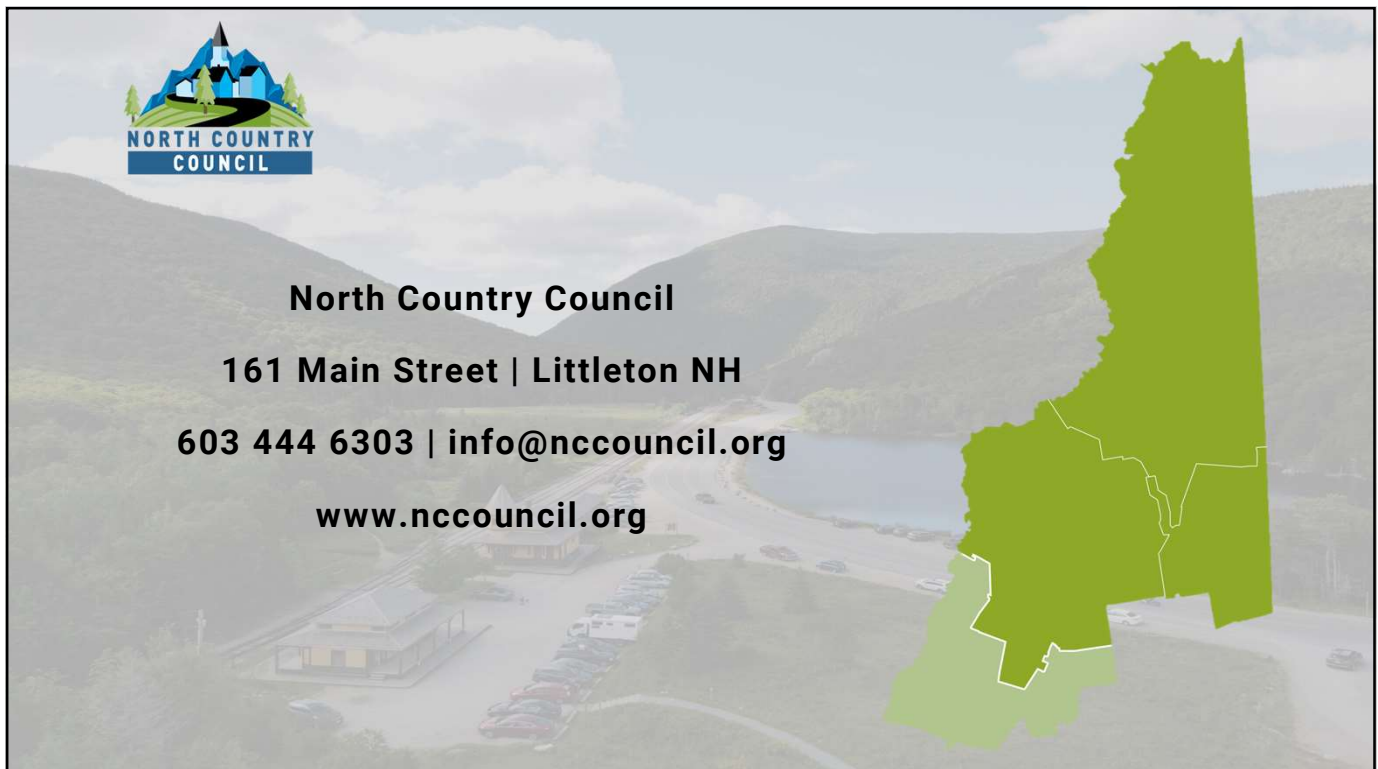 NORTH COUNTRY
COUNCIL
North Country Council
161 Main Street | Littleton NH
603 444 6303 | info@nccouncil.org
www.nccouncil.org